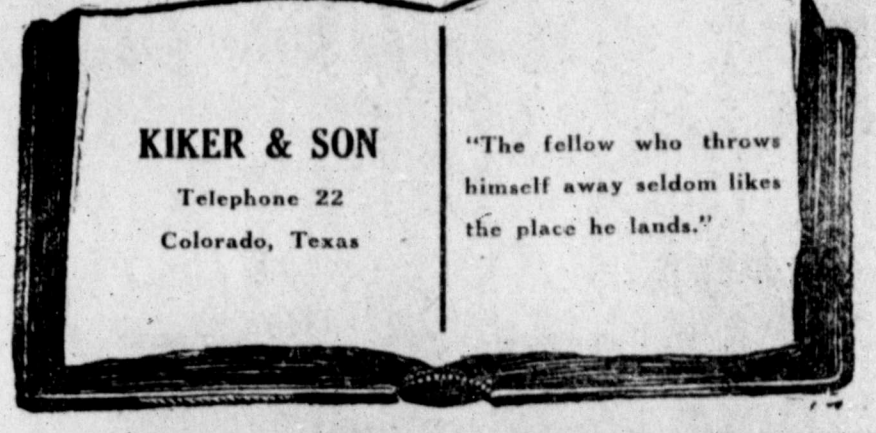 KIKER & SON
Telephone 22
Colorado, Texas
"The fellow who throws
himself away seldom likes
the place he lands."